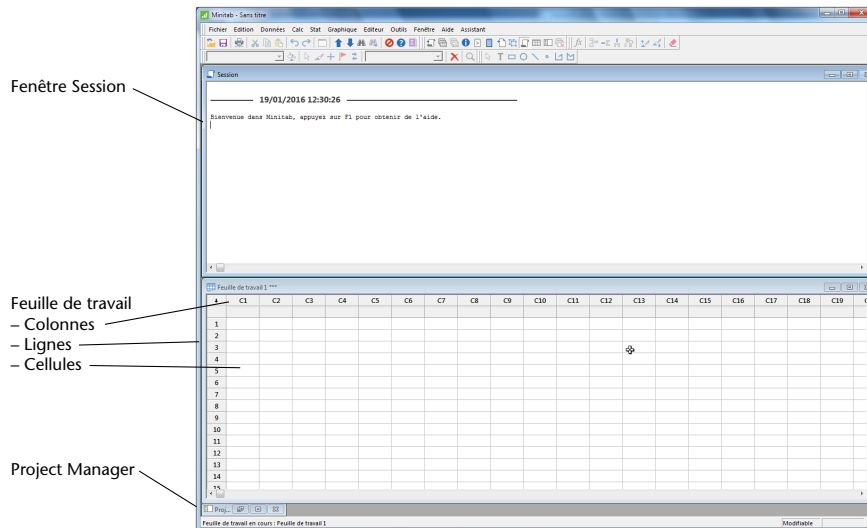 Minitab - Sans titre
Fichier Edition Données Calc Stat Graphique Editeur Outils Fenêtre Aide Assistant
Session
Fenêtre Session
19/01/2016 12:30:26
Bienvenue dans Minitab, appuyez sur F1 pour obtenir de l'aide.
Feuille de travail 1 ***
Feuille de travail
– Colonnes
– Lignes
– Cellules
C1 C2 C3 C4 C5 C6 C7 C8 C9 C10 C11 C12 C13 C14 C15 C16 C17 C18 C19
1
2
3
4
5
6
7
8
9
10
11
12
13
14
15
Project Manager
Proj...
Feuille de travail en cours : Feuille de travail 1
Modifiable